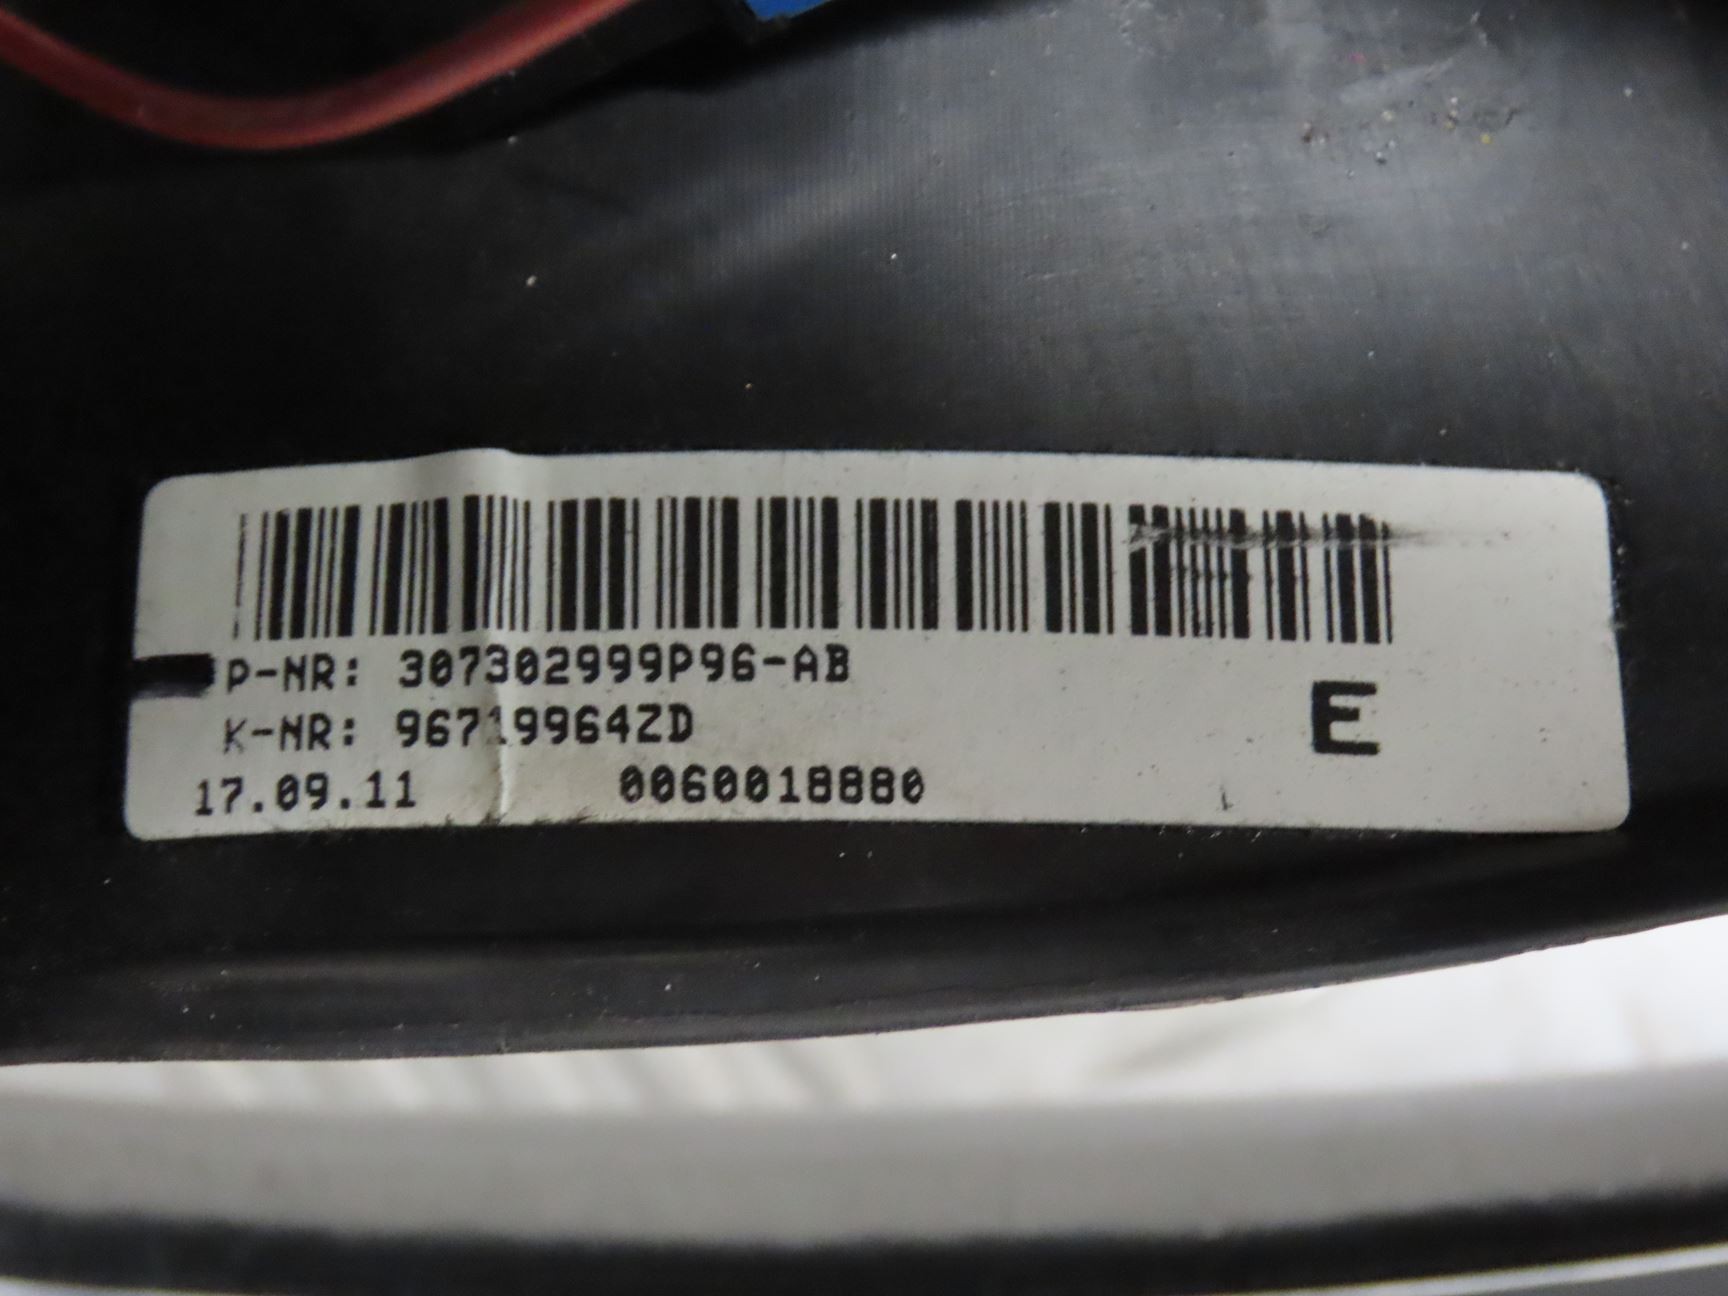 P-NR: 307302999P96-AB
K-NR: 96719964ZD
E
17.09.11 0060018880